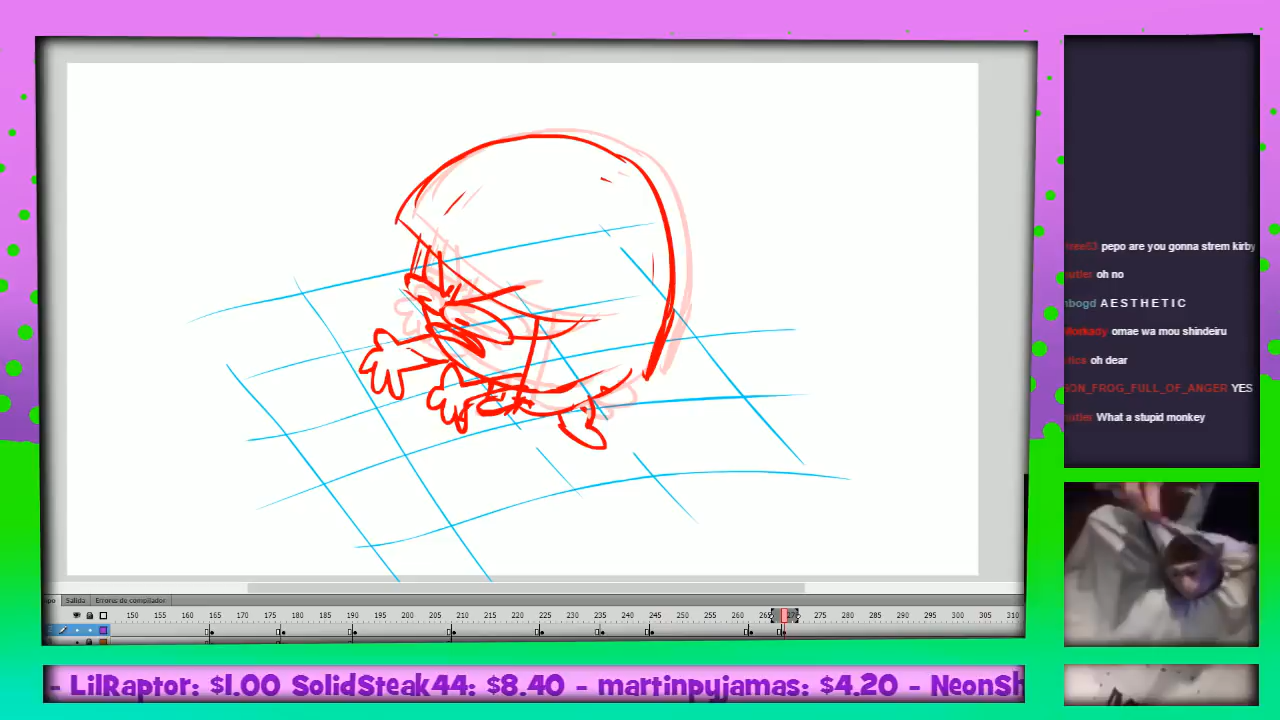 pepo are you gonna strem kirby
oh no
A E S T H E T I C
omae wa mou shindeiru
oh dear
SON_FROG_FULL_OF_ANGER YES
What a stupid monkey
Salida Errores de compilador
150 155 160 165 170 175 180 185 190 195 200 205 210 215 220 225 230 235 240 245 250 255 260 275 280 285 290 295 300 305 310
- LilRaptor: $1.00 SolidSteak44: $8.40 - martinpyjamas: $4.20 - NeonSh